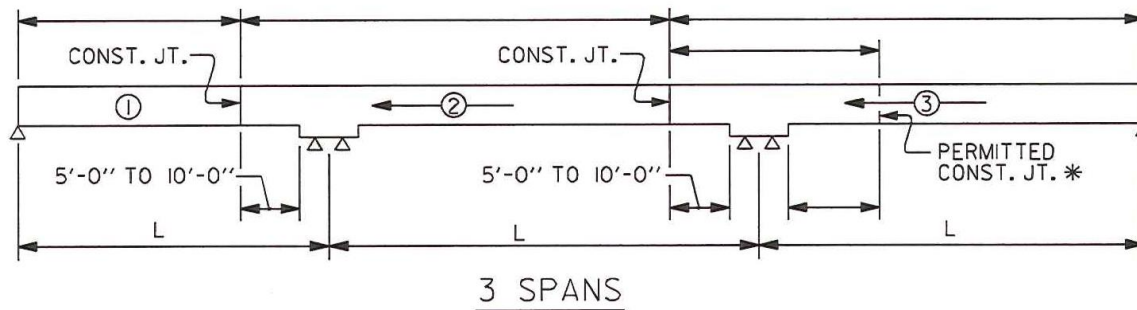 CONST. JT.
CONST. JT.
1
2
3
PERMITTED
CONST. JT. *
5'-0" TO 10'-0"
5'-0" TO 10'-0"
L
L
L
3 SPANS